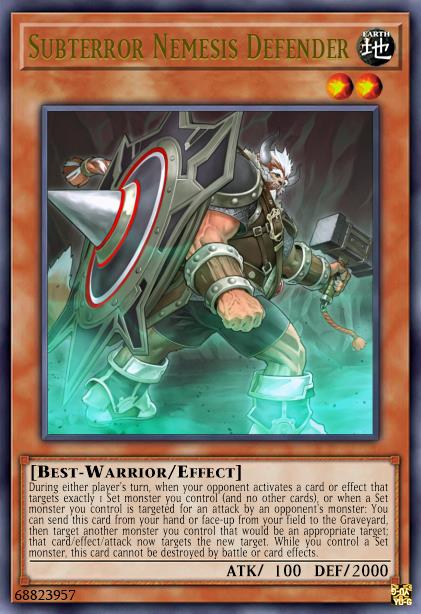 Subterror Nemesis Defender
EARTH
地
[Best-Warrior/Effect]
During either player's turn, when your opponent activates a card or effect that
targets exactly 1 Set monster you control (and no other cards), or when a Set
monster you control is targeted for an attack by an opponent's monster: You
can send this card from your hand or face-up from your field to the Graveyard,
then target another monster you control that would be an appropriate target;
that card/effect/attack now targets the new target. While you control a Set
monster, this card cannot be destroyed by battle or card effects.
ATK/ 100 DEF/2000
68823957